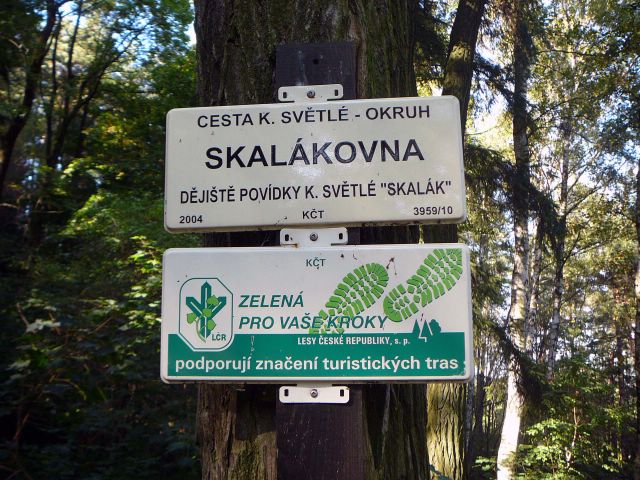 CESTA K. SVĚTLÉ - OKRUH
SKALÁKOVNA
DĚJIŠTĚ POVÍDKY K. SVĚTLÉ "SKALÁK"
2004 KČT 3959/10
KČT
ZELENÁ
PRO VAŠE KROKY
LČR
LESY ČESKÉ REPUBLIKY, s. p.
podporují značení turistických tras